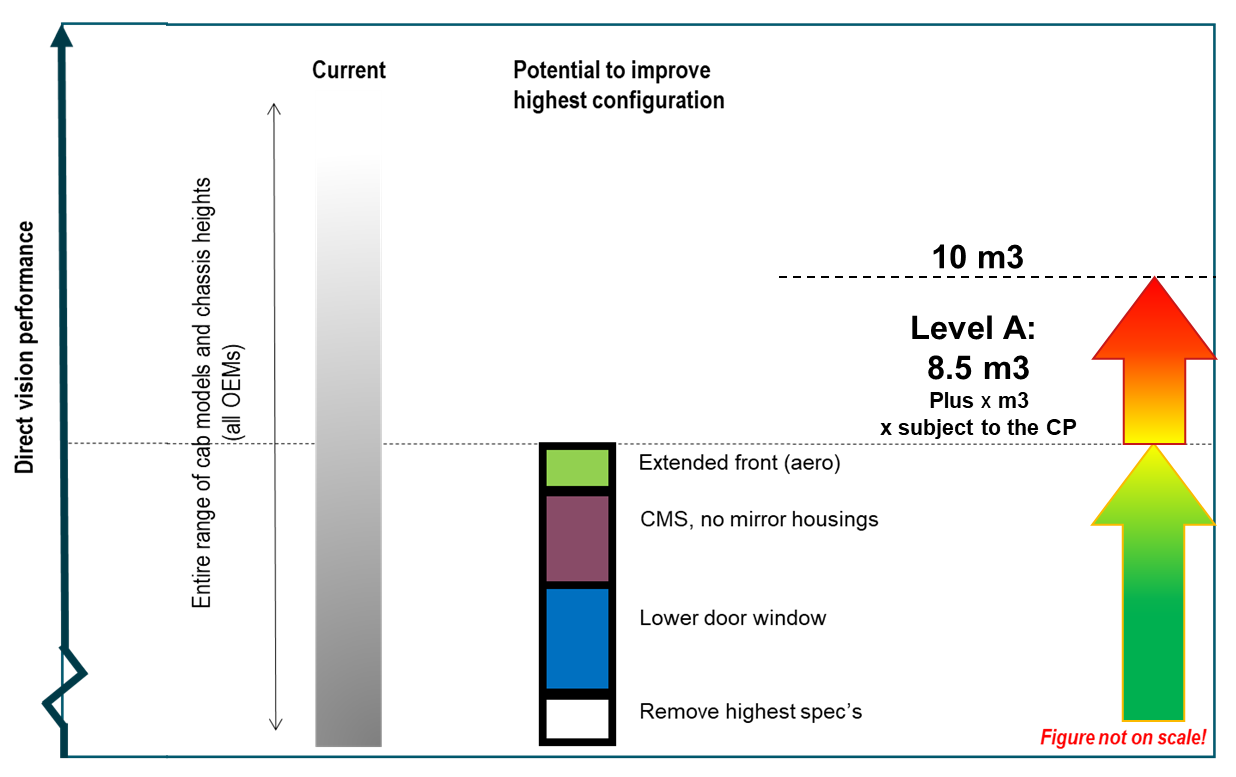 Current
Potential to improve
highest configuration
Direct vision performance
Entire range of cab models and chassis heights
(all OEMs)
10 m3
Level A:
8.5 m3
Plus x m3
x subject to the CP
Extended front (aero)
CMS, no mirror housings
Lower door window
Remove highest spec’s
Figure not on scale!